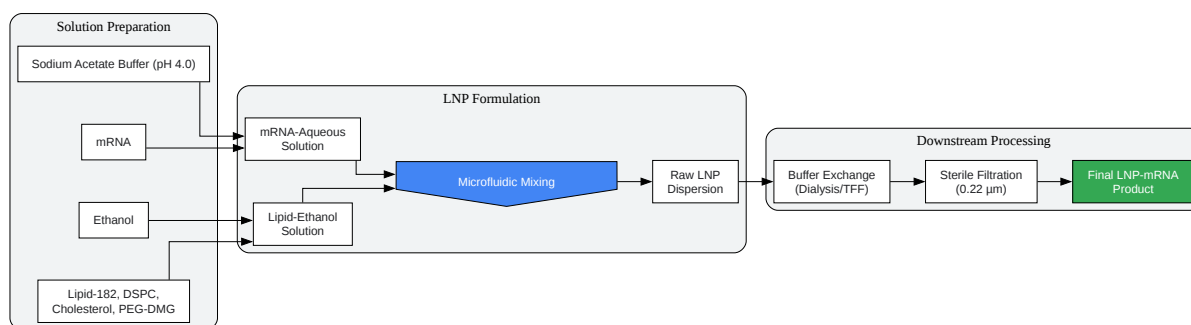 Solution Preparation
Sodium Acetate Buffer (pH 4.0)
mRNA
Ethanol
Lipid-182, DSPC,
Cholesterol, PEG-DMG
LNP Formulation
mRNA-Aqueous
Solution
Lipid-Ethanol
Solution
Microfluidic Mixing
Raw LNP
Dispersion
Downstream Processing
Buffer Exchange
(Dialysis/TFF)
Sterile Filtration
(0.22 µm)
Final LNP-mRNA
Product